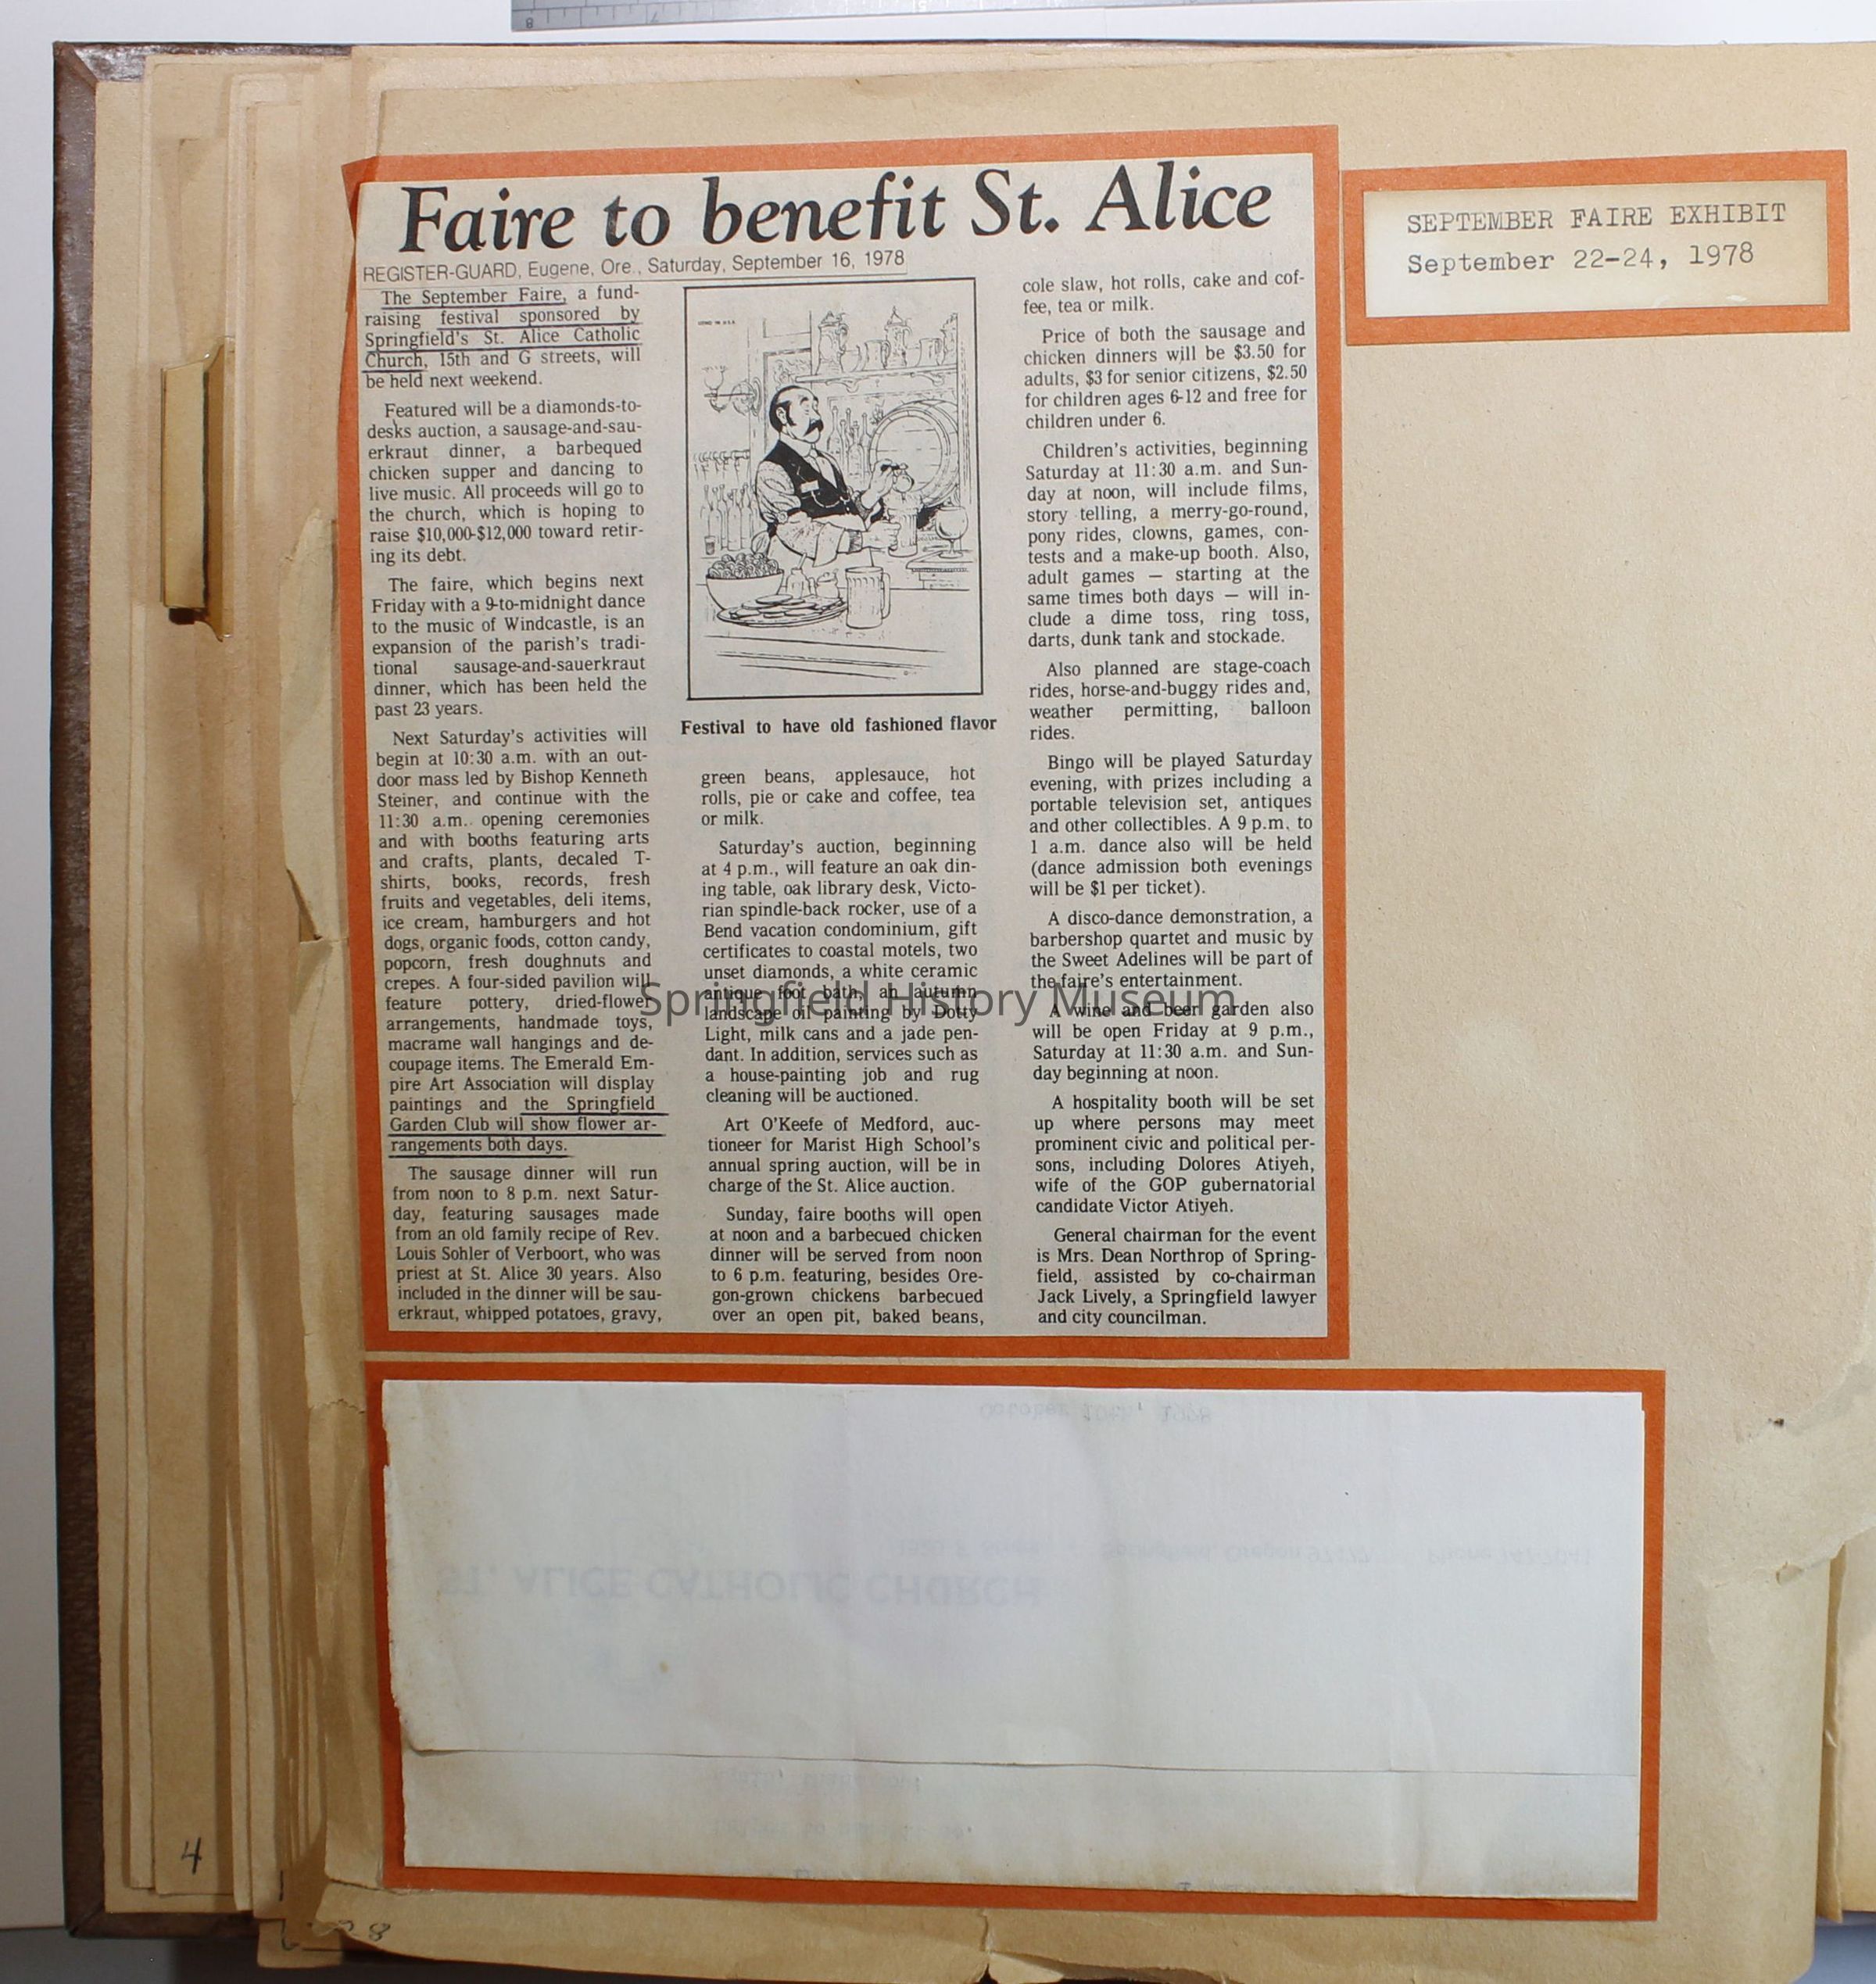 Faire to benefit St. Alice
REGISTER-GUARD, Eugene, Ore., Saturday, September 16, 1978
The September Faire, a fund-
raising festival sponsored by
Springfield's St. Alice Catholic
Church, 15th and G streets, will
be held next weekend.
Featured will be a diamonds-to-
desks auction, a sausage-and-sau-
erkraut dinner, a barbequed
chicken supper and dancing to
live music. All proceeds will go to
the church, which is hoping to
raise $10,000-$12,000 toward retir-
ing its debt.
The faire, which begins next
Friday with a 9-to-midnight dance
to the music of Windcastle, is an
expansion of the parish's tradi-
tional sausage-and-sauerkraut
dinner, which has been held the
past 23 years.
Next Saturday's activities will
begin at 10:30 a.m. with an out-
door mass led by Bishop Kenneth
Steiner, and continue with the
11:30 a.m. opening ceremonies
and with booths featuring arts
and crafts, plants, decaled T-
shirts, books, records, fresh
fruits and vegetables, deli items,
ice cream, hamburgers and hot
dogs, organic foods, cotton candy,
popcorn, fresh doughnuts and
crepes. A four-sided pavilion will
feature pottery, dried-flower
arrangements, handmade toys,
macrame wall hangings and de-
coupage items. The Emerald Em-
pire Art Association will display
paintings and the Springfield
Garden Club will show flower ar-
rangements both days.
The sausage dinner will run
from noon to 8 p.m. next Satur-
day, featuring sausages made
from an old family recipe of Rev.
Louis Sohler of Verboort, who was
priest at St. Alice 30 years. Also
included in the dinner will be sau-
erkraut, whipped potatoes, gravy,
Festival to have old fashioned flavor
green beans, applesauce, hot
rolls, pie or cake and coffee, tea
or milk.
Saturday's auction, beginning
at 4 p.m., will feature an oak din-
ing table, oak library desk, Victo-
rian spindle-back rocker, use of a
Bend vacation condominium, gift
certificates to coastal motels, two
unset diamonds, a white ceramic
antique foot bath, an autumn
landscape oil painting by Dotty
Light, milk cans and a jade pen-
dant. In addition, services such as
a house-painting job and rug
cleaning will be auctioned.
Art O'Keefe of Medford, auc-
tioneer for Marist High School's
annual spring auction, will be in
charge of the St. Alice auction.
Sunday, faire booths will open
at noon and a barbecued chicken
dinner will be served from noon
to 6 p.m. featuring, besides Ore-
gon-grown chickens barbecued
over an open pit, baked beans,
cole slaw, hot rolls, cake and cof-
fee, tea or milk.
Price of both the sausage and
chicken dinners will be $3.50 for
adults, $3 for senior citizens, $2.50
for children ages 6-12 and free for
children under 6.
Children's activities, beginning
Saturday at 11:30 a.m. and Sun-
day at noon, will include films,
story telling, a merry-go-round,
pony rides, clowns, games, con-
tests and a make-up booth. Also,
adult games — starting at the
same times both days — will in-
clude a dime toss, ring toss,
darts, dunk tank and stockade.
Also planned are stage-coach
rides, horse-and-buggy rides and,
weather permitting, balloon
rides.
Bingo will be played Saturday
evening, with prizes including a
portable television set, antiques
and other collectibles. A 9 p.m. to
1 a.m. dance also will be held
(dance admission both evenings
will be $1 per ticket).
A disco-dance demonstration, a
barbershop quartet and music by
the Sweet Adelines will be part of
the faire's entertainment.
A wine and beer garden also
will be open Friday at 9 p.m.,
Saturday at 11:30 a.m. and Sun-
day beginning at noon.
A hospitality booth will be set
up where persons may meet
prominent civic and political per-
sons, including Dolores Atiyeh,
wife of the GOP gubernatorial
candidate Victor Atiyeh.
General chairman for the event
is Mrs. Dean Northrop of Spring-
field, assisted by co-chairman
Jack Lively, a Springfield lawyer
and city councilman.
SEPTEMBER FAIRE EXHIBIT
September 22-24, 1978
Springfield History Museum
ST. ALICE CATHOLIC CHURCH
4
8